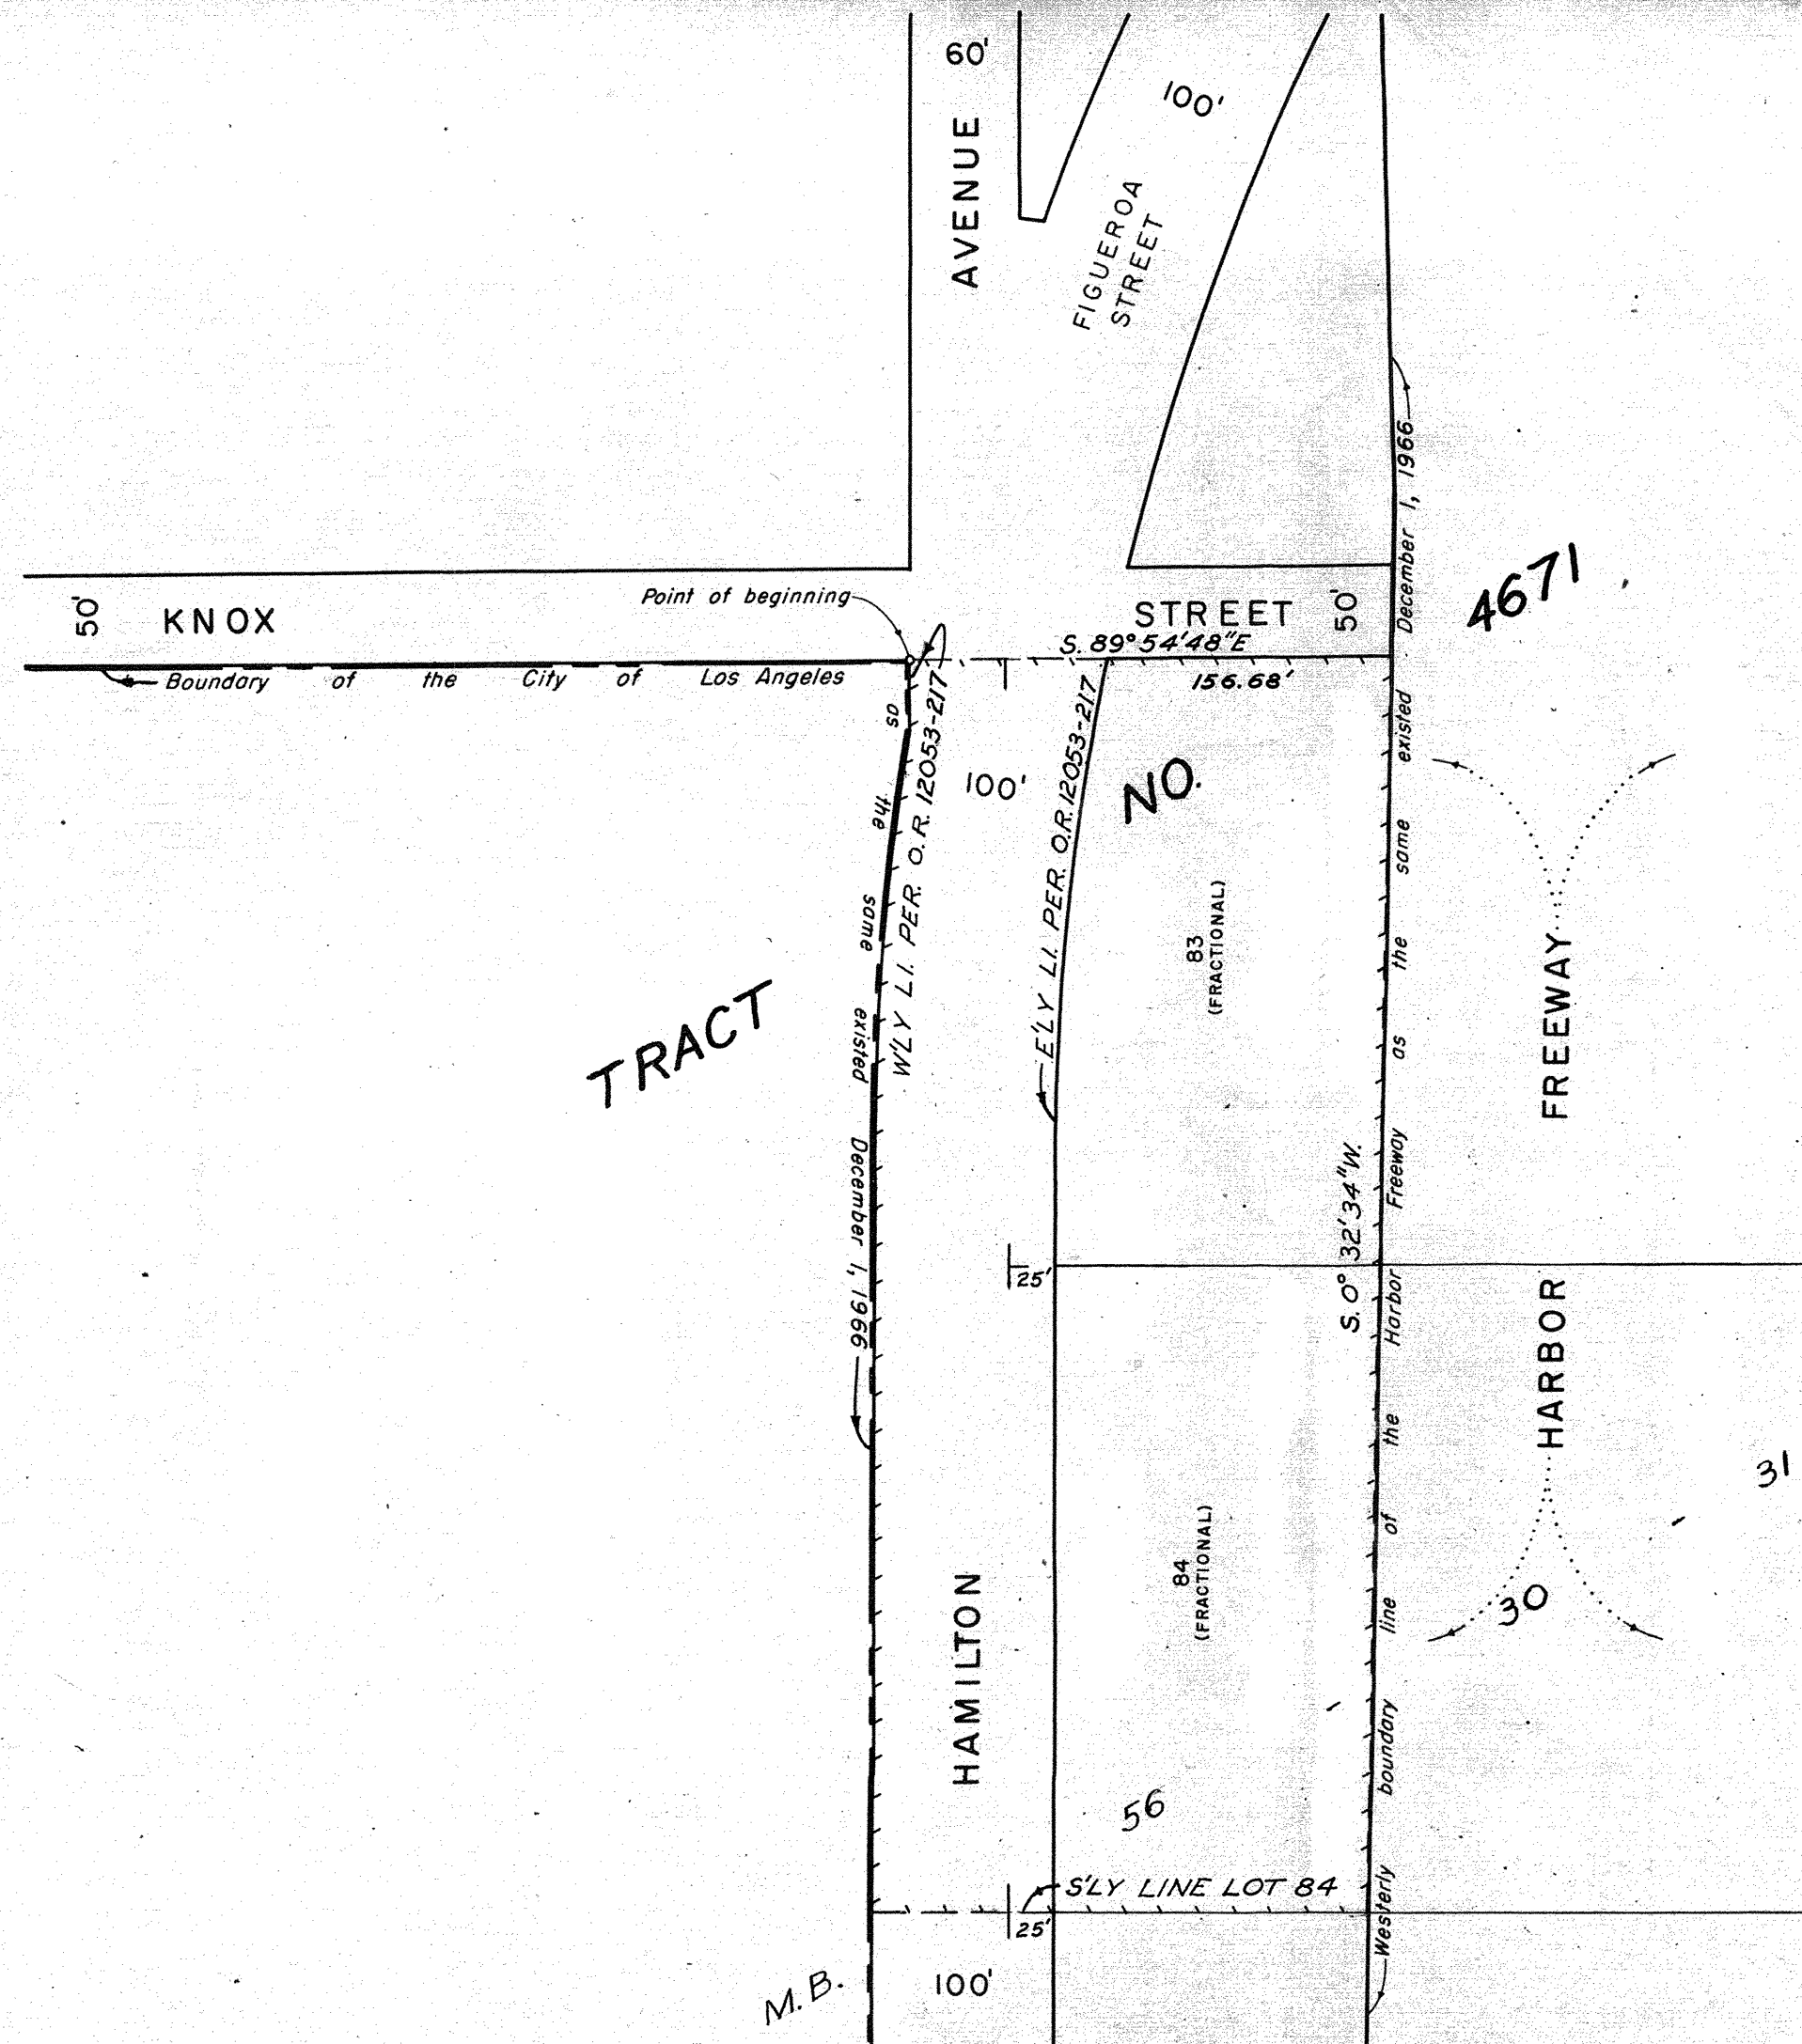 60'
100'
AVENUE
FIGUEROA
STREET
50'
KNOX
Point of beginning
STREET
50'
S. 89° 54' 48" E
156.68'
Boundary of the City of Los Angeles
as the same existed December 1, 1966
W'LY LI. PER. O.R. 12053-217
100'
E'LY LI. PER. O.R. 12053-217
TRACT NO. 4671
83
(FRACTIONAL)
FREEWAY
25'
S. 0° 32' 34" W.
HARBOR
Westerly boundary line of the Harbor Freeway as the same existed December 1, 1966
84
(FRACTIONAL)
HAMILTON
S'LY LINE LOT 84
25'
100'
M.B. 56 30 31